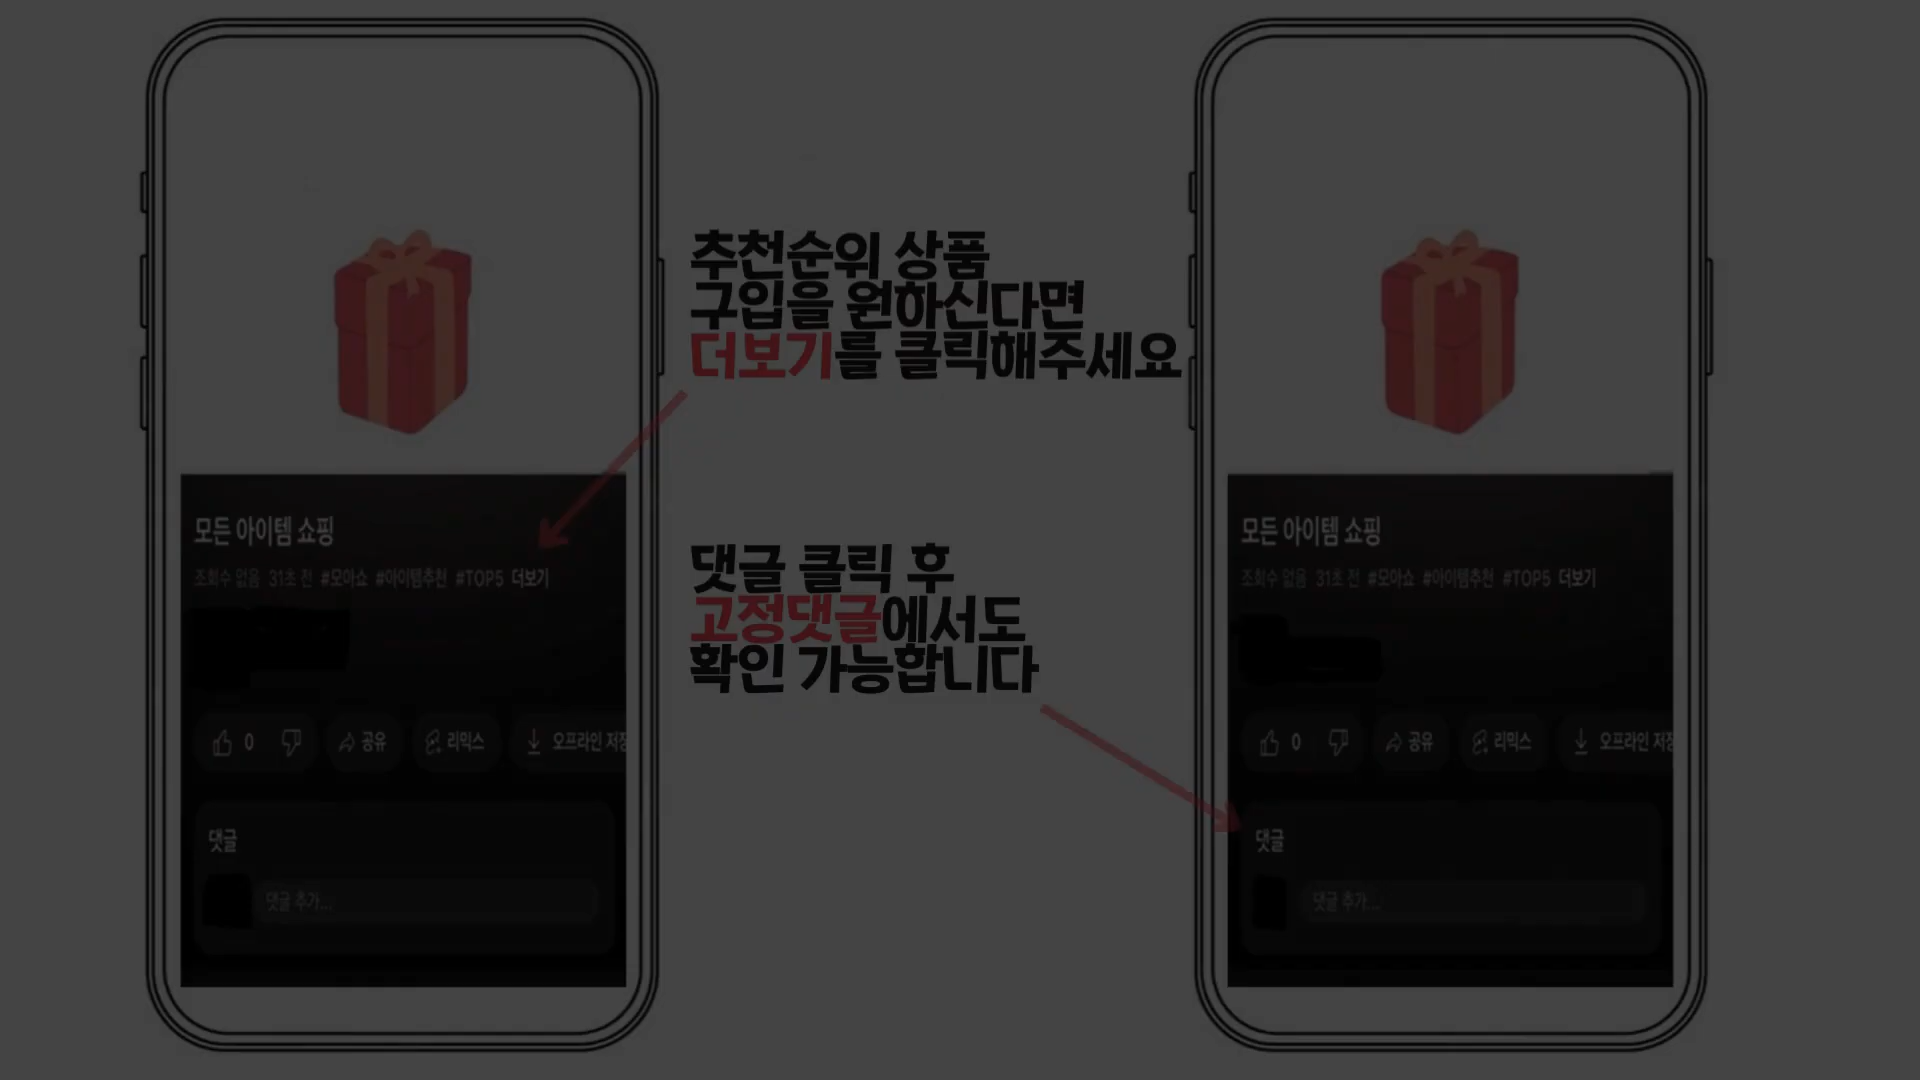 추천순위 상품
구입을 원하신다면
더보기를 클릭해주세요
댓글 클릭 후
고정댓글에서도
확인 가능합니다
모든 아이템 쇼핑
조회수 없음 31초 전 #모아쇼 #아이템추천 #TOP5 더보기
0 공유 리믹스 오프라인 저장
댓글
댓글 추가...
모든 아이템 쇼핑
조회수 없음 31초 전 #모아쇼 #아이템추천 #TOP5 더보기
0 공유 리믹스 오프라인 저장
댓글
댓글 추가...